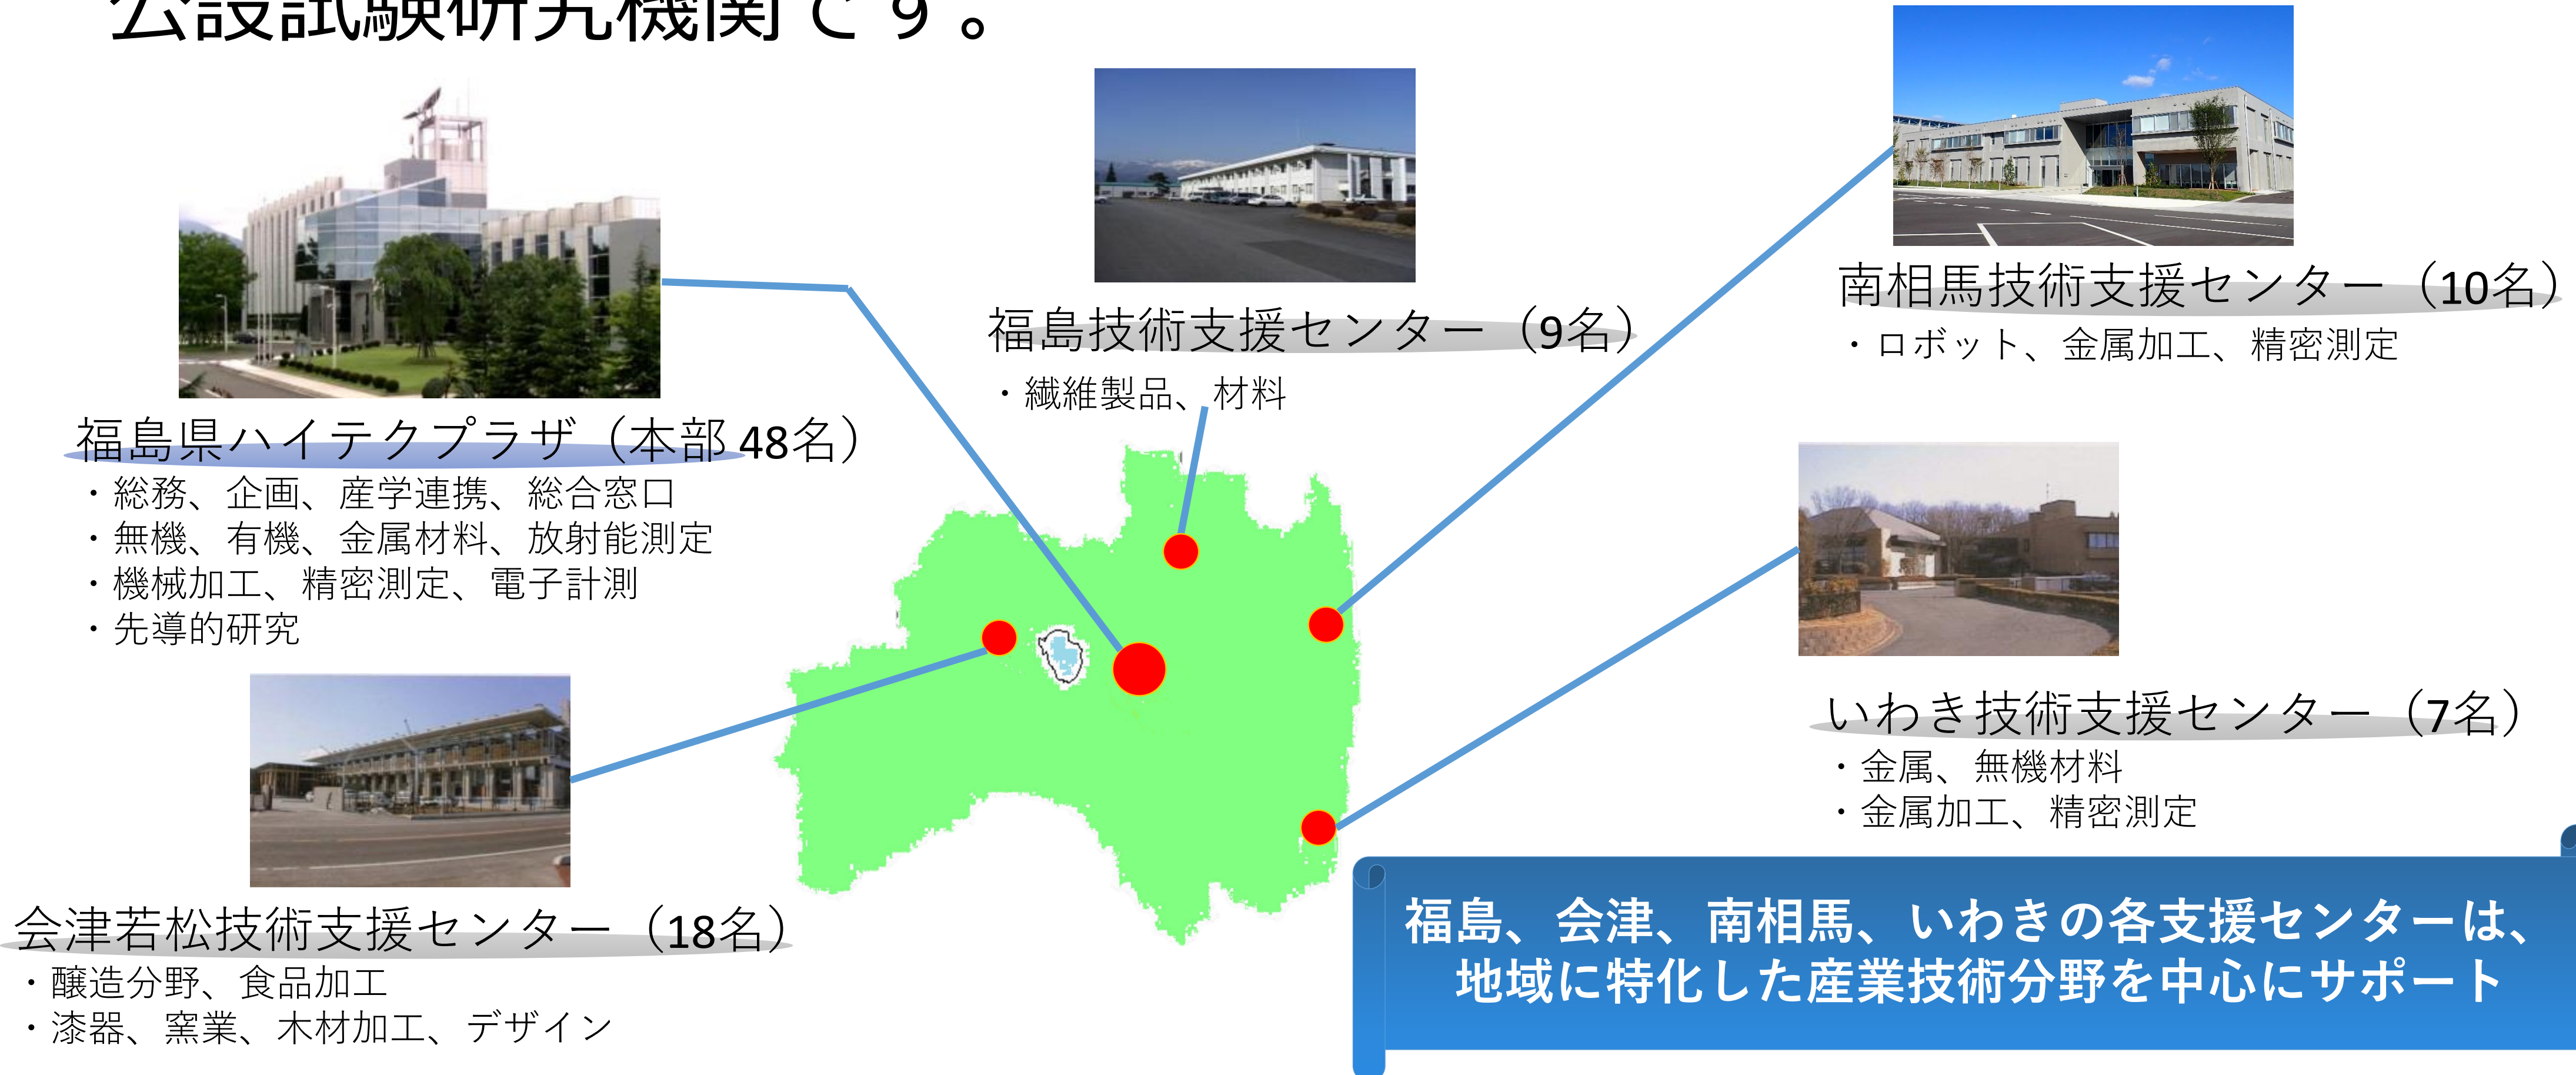 公設試験研究機関です。
福島県ハイテクプラザ（本部 48名）
・総務、企画、産学連携、総合窓口
・無機、有機、金属材料、放射能測定
・機械加工、精密測定、電子計測
・先導的研究
福島技術支援センター（9名）
・繊維製品、材料
南相馬技術支援センター（10名）
・ロボット、金属加工、精密測定
いわき技術支援センター（7名）
・金属、無機材料
・金属加工、精密測定
会津若松技術支援センター（18名）
・醸造分野、食品加工
・漆器、窯業、木材加工、デザイン
福島、会津、南相馬、いわきの各支援センターは、
地域に特化した産業技術分野を中心にサポート